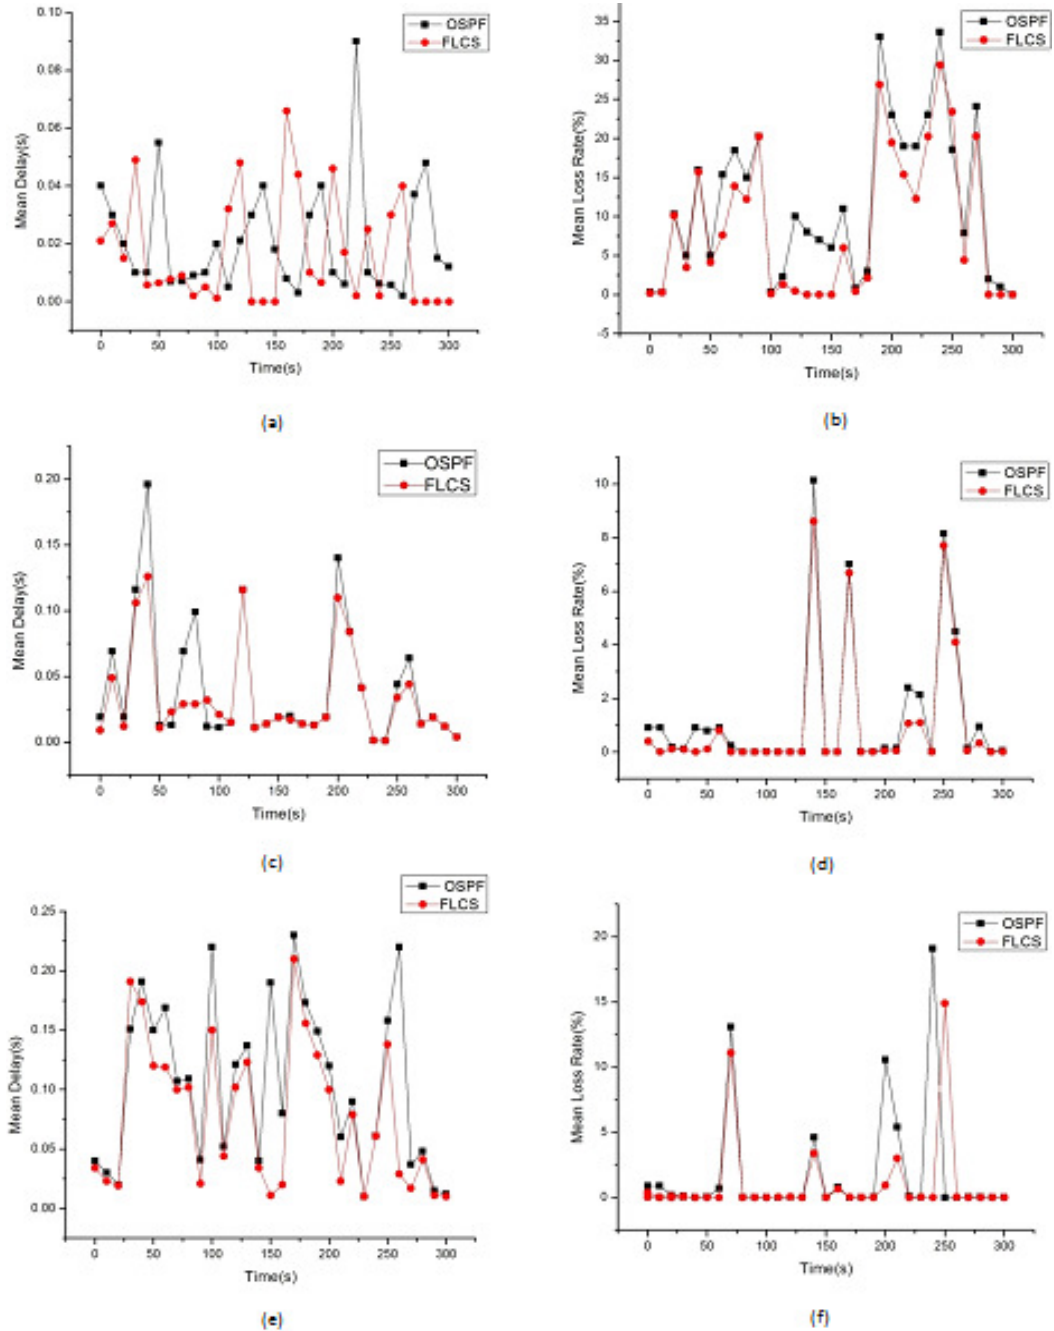 OSPF
FLCS
0.10
0.08
0.06
0.04
0.02
0.00
Mean Delay(s)
0 50 100 150 200 250 300
Time(s)
(a)
OSPF
FLCS
35
30
25
20
15
10
5
0
-5
Mean Loss Rate(%)
0 50 100 150 200 250 300
Time(s)
(b)
OSPF
FLCS
0.20
0.15
0.10
0.05
0.00
Mean Delay(s)
0 50 100 150 200 250 300
Time(s)
(c)
OSPF
FLCS
10
8
6
4
2
0
Mean Loss Rate(%)
0 50 100 150 200 250 300
Time(s)
(d)
OSPF
FLCS
0.25
0.20
0.15
0.10
0.05
0.00
Mean Delay(s)
0 50 100 150 200 250 300
Time(s)
(e)
OSPF
FLCS
20
15
10
5
0
Mean Loss Rate(%)
0 50 100 150 200 250 300
Time(s)
(f)